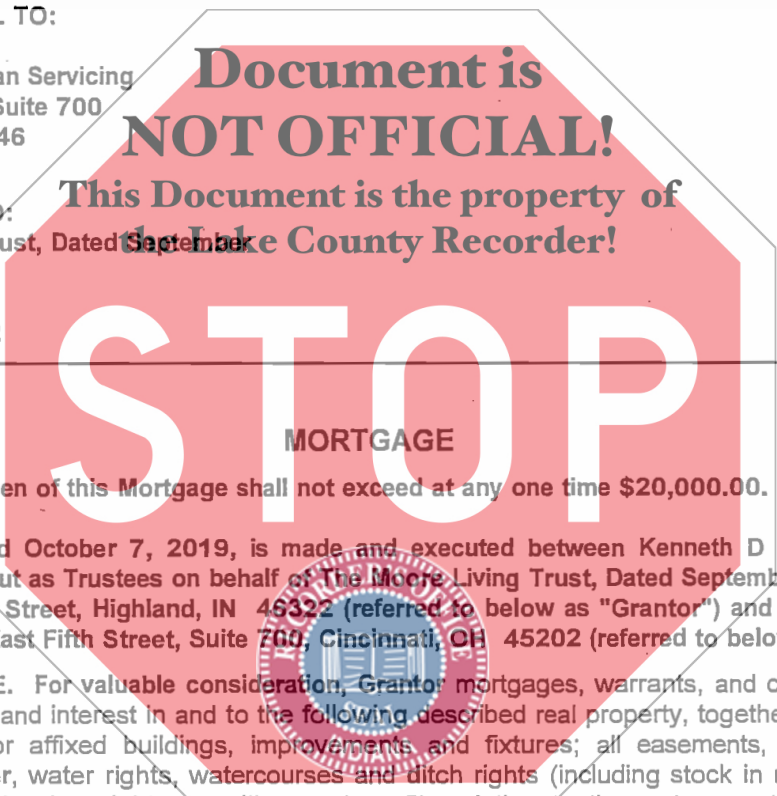 TO:
an Servicing
Suite 700
46
Document is
NOT OFFICIAL!
This Document is the property of
the Lake County Recorder!
ust, Dated September
STOP
MORTGAGE
en of this Mortgage shall not exceed at any one time $20,000.00.
d October 7, 2019, is made and executed between Kenneth D
ut as Trustees on behalf of The Moore Living Trust, Dated Septemb
Street, Highland, IN 46322 (referred to below as "Grantor") and
ast Fifth Street, Suite 700, Cincinnati, OH 45202 (referred to belo
E. For valuable consideration, Grantor mortgages, warrants, and c
and interest in and to the following described real property, togethe
or affixed buildings, improvements and fixtures; all easements,
r, water rights, watercourses and ditch rights (including stock in
RECORDER'S OFFICE
SEAL
INDIANA